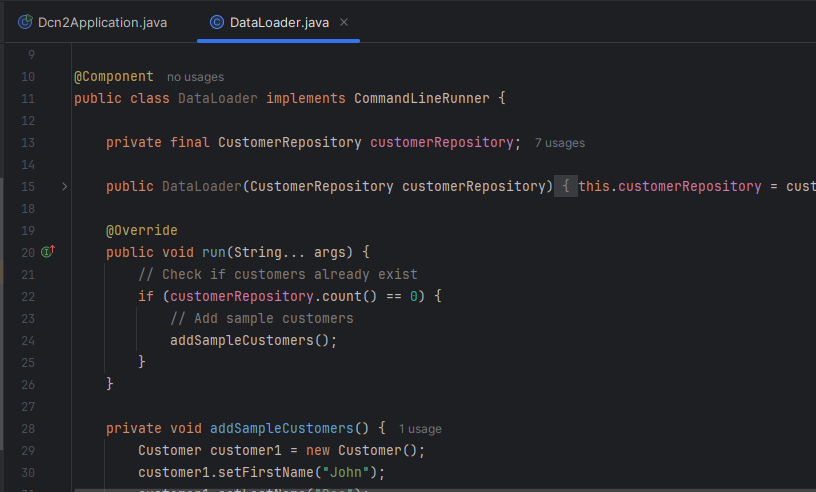 Dcn2Application.java DataLoader.java
9
10 @Component no usages
11 public class DataLoader implements CommandLineRunner {
12
13 private final CustomerRepository customerRepository; 7 usages
14
15 public DataLoader(CustomerRepository customerRepository) { this.customerRepository = cust
18
19 @Override
20 public void run(String... args) {
21 // Check if customers already exist
22 if (customerRepository.count() == 0) {
23 // Add sample customers
24 addSampleCustomers();
25 }
26 }
27
28 private void addSampleCustomers() { 1 usage
29 Customer customer1 = new Customer();
30 customer1.setFirstName("John");